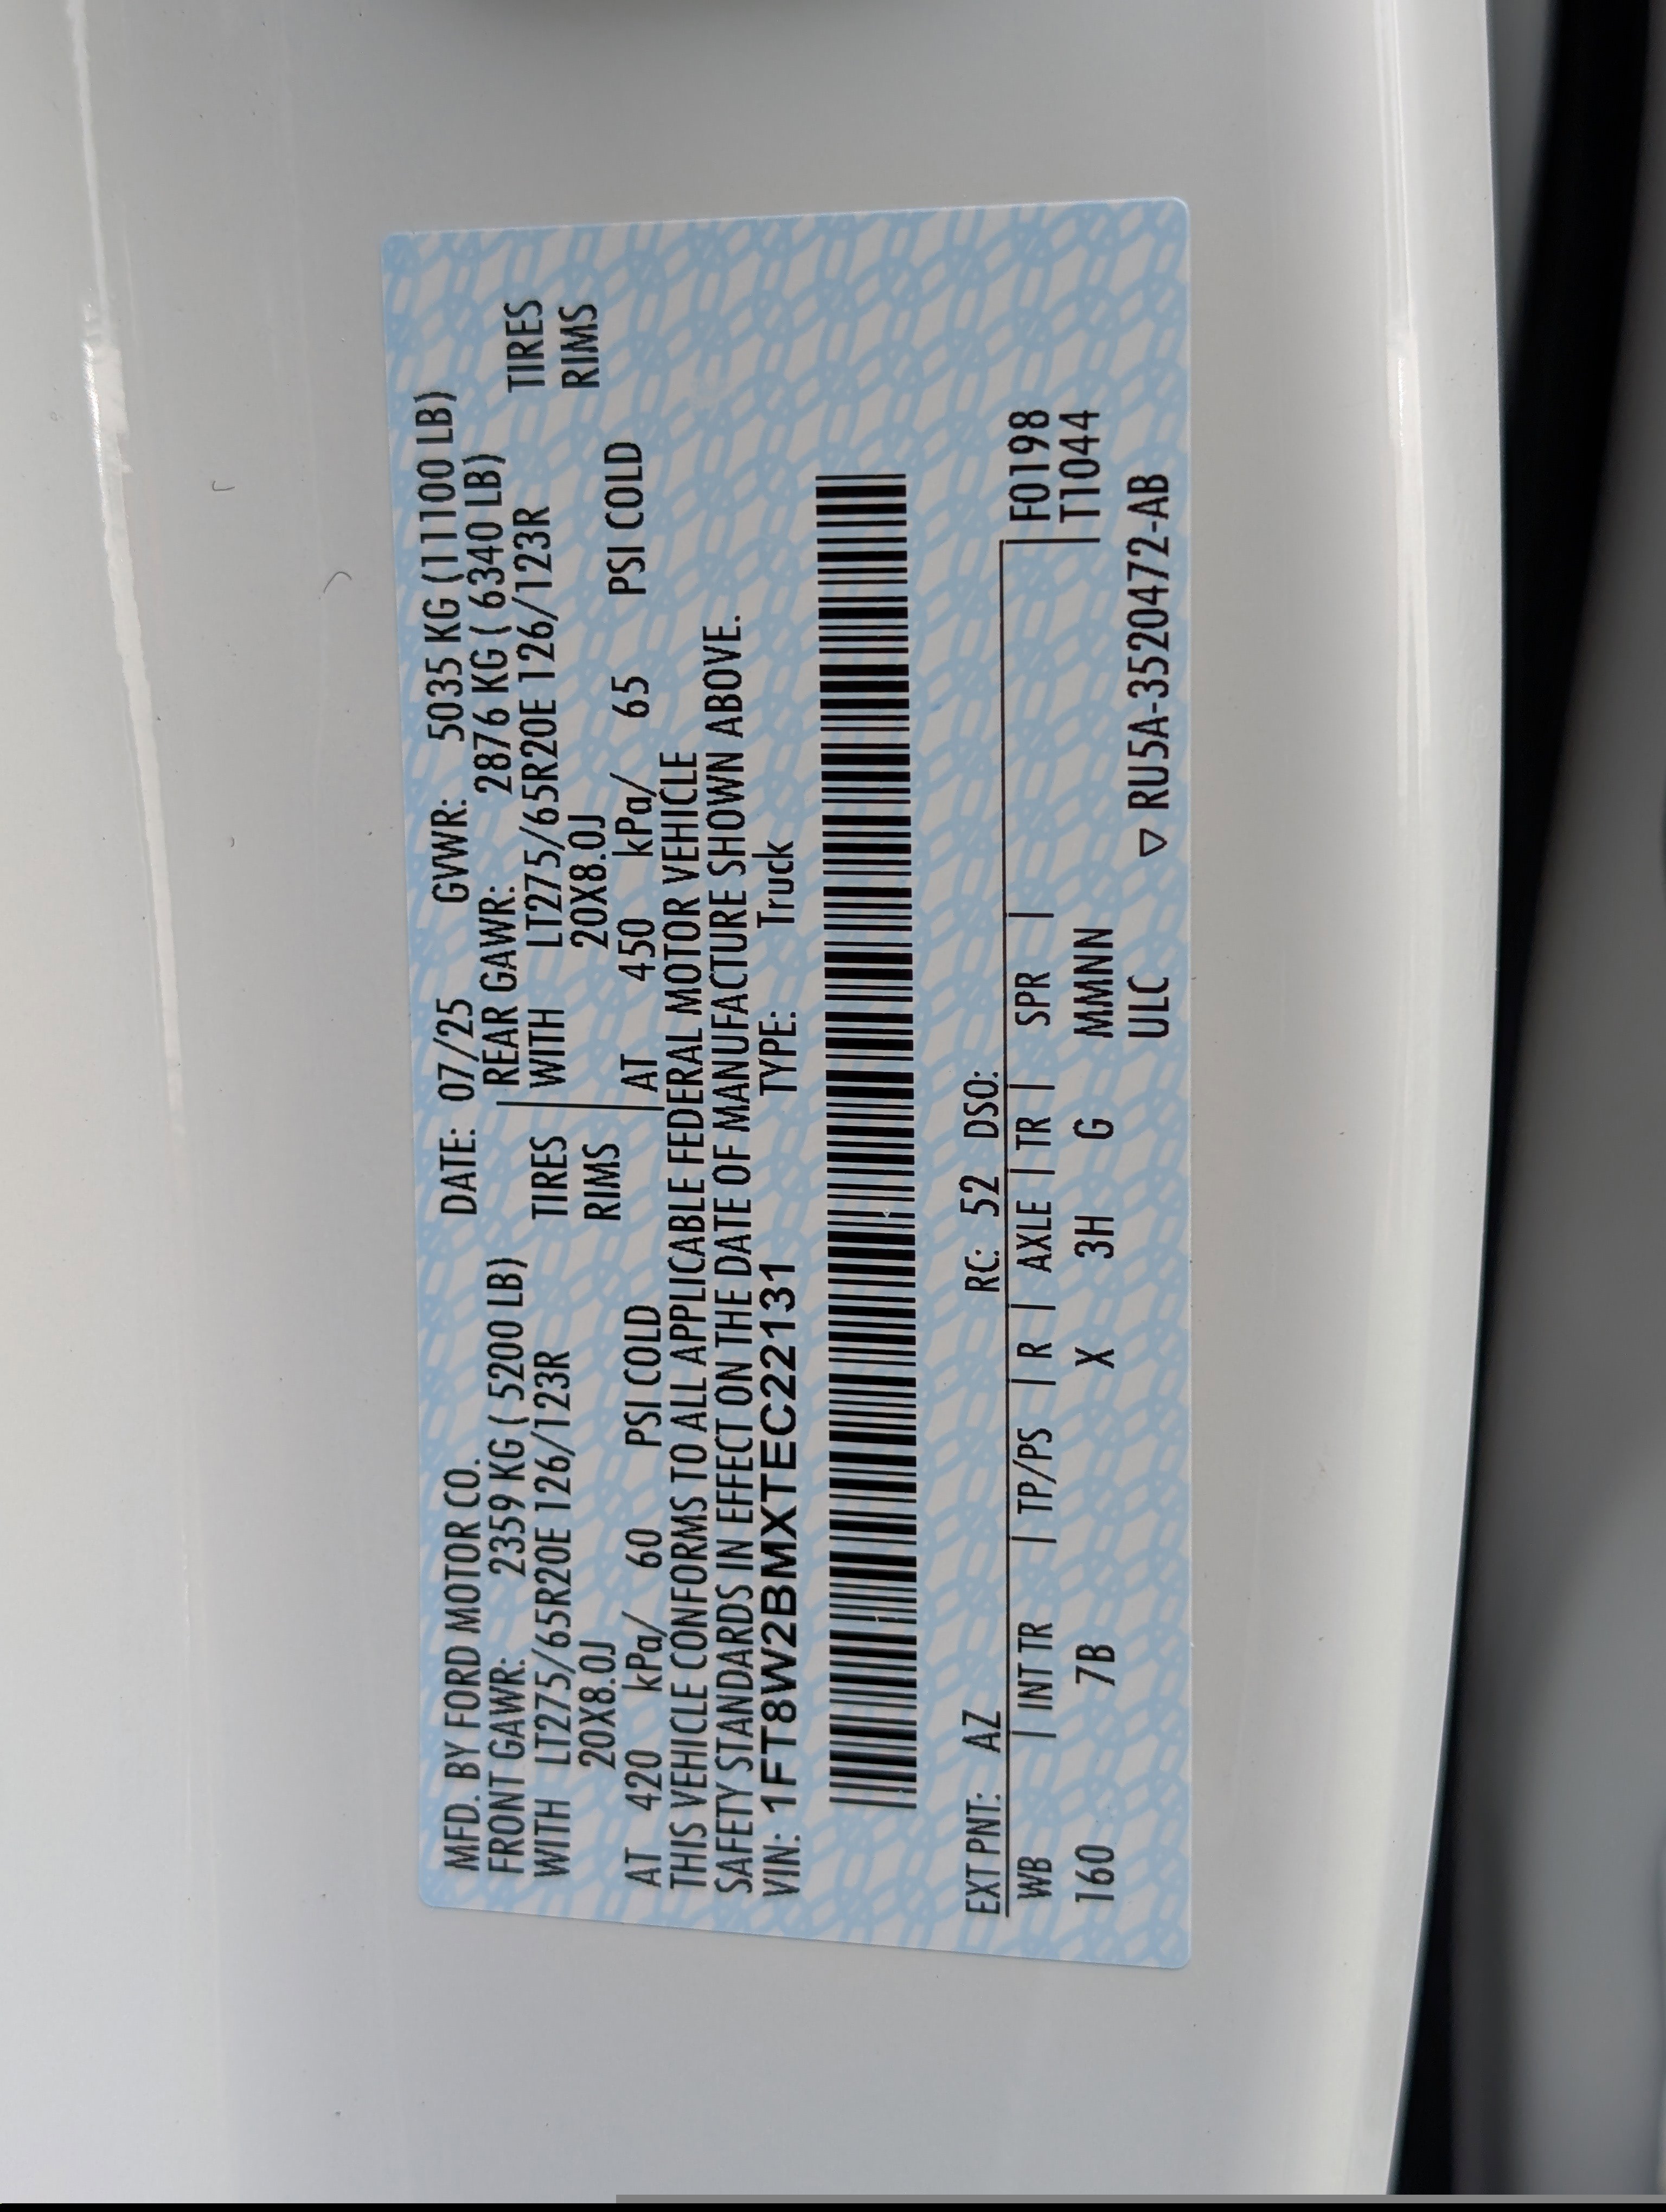 MFD. BY FORD MOTOR CO. DATE: 07/25 GVWR: 5035 KG (11100 LB)
FRONT GAWR: 2359 KG ( 5200 LB) REAR GAWR: 2876 KG ( 6340 LB)
WITH LT275/65R20E 126/123R TIRES WITH LT275/65R20E 126/123R TIRES
20X8.0J RIMS 20X8.0J RIMS
AT 420 kPa/ 60 PSI COLD AT 450 kPa/ 65 PSI COLD
THIS VEHICLE CONFORMS TO ALL APPLICABLE FEDERAL MOTOR VEHICLE
SAFETY STANDARDS IN EFFECT ON THE DATE OF MANUFACTURE SHOWN ABOVE.
VIN: 1FT8W2BMXTEC22131 TYPE: Truck
EXT PNT: AZ RC: 52 DSO:
WB | INT TR | TP/PS | R | AXLE | TR | SPR | F0198
160 7B X 3H G MMNN T1044
ULC ▽ RU5A-3520472-AB